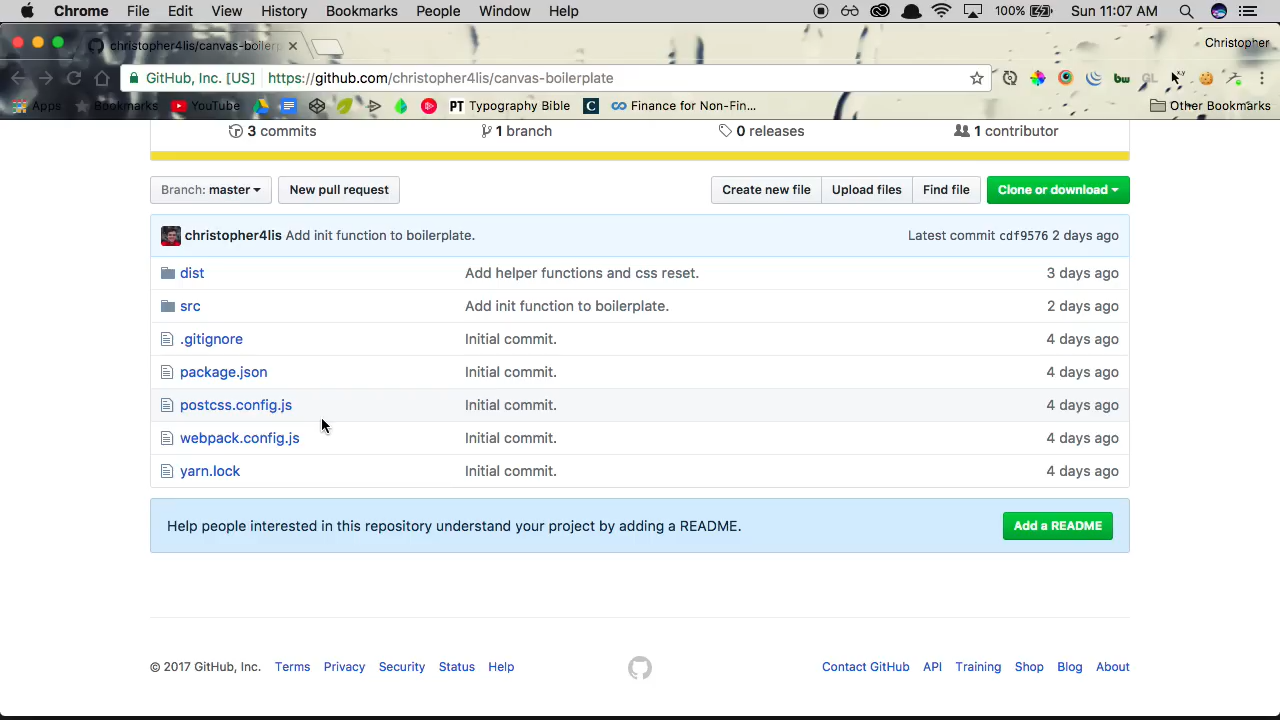 Chrome File Edit View History Bookmarks People Window Help 100% Sun 11:07 AM
christopher4lis/canvas-boilerp Christopher
GitHub, Inc. [US] https://github.com/christopher4lis/canvas-boilerplate
Apps Bookmarks YouTube PT Typography Bible C Finance for Non-Fin... Other Bookmarks
3 commits 1 branch 0 releases 1 contributor
Branch: master New pull request Create new file Upload files Find file Clone or download
christopher4lis Add init function to boilerplate. Latest commit cdf9576 2 days ago
dist Add helper functions and css reset. 3 days ago
src Add init function to boilerplate. 2 days ago
.gitignore Initial commit. 4 days ago
package.json Initial commit. 4 days ago
postcss.config.js Initial commit. 4 days ago
webpack.config.js Initial commit. 4 days ago
yarn.lock Initial commit. 4 days ago
Help people interested in this repository understand your project by adding a README. Add a README
© 2017 GitHub, Inc. Terms Privacy Security Status Help Contact GitHub API Training Shop Blog About